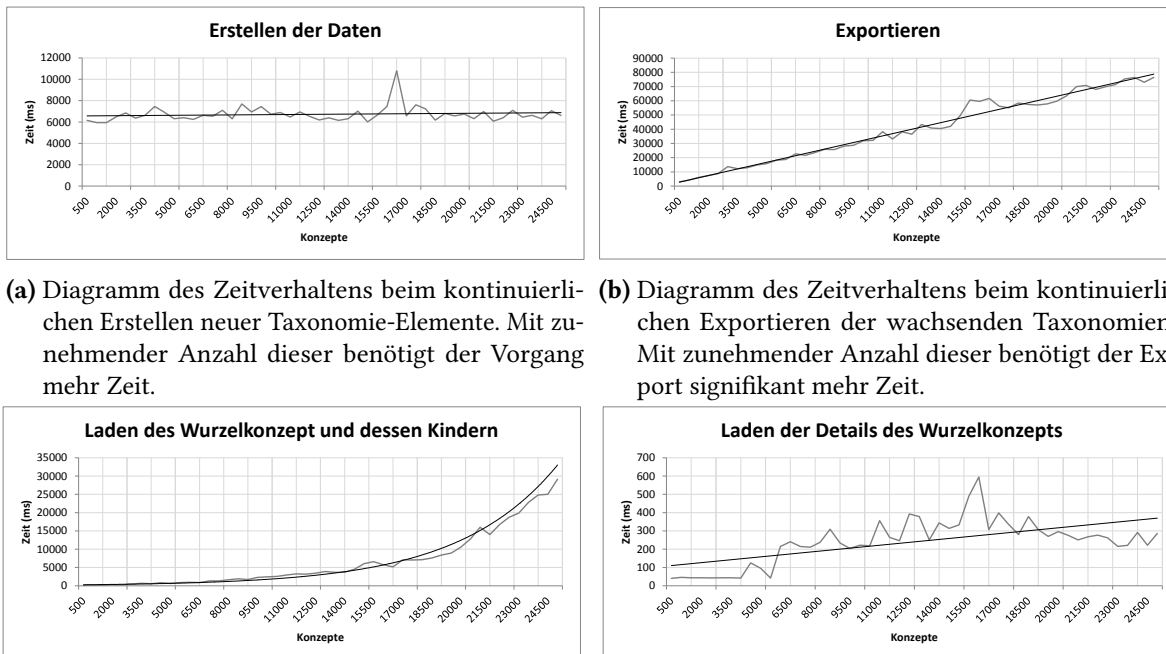 Erstellen der Daten
Zeit (ms)
12000
10000
8000
6000
4000
2000
0
500 2000 3500 5000 6500 8000 9500 11000 12500 14000 15500 17000 18500 20000 21500 23000 24500
Konzepte
Exportieren
Zeit (ms)
90000
80000
70000
60000
50000
40000
30000
20000
10000
0
500 2000 3500 5000 6500 8000 9500 11000 12500 14000 15500 17000 18500 20000 21500 23000 24500
Konzepte
(a) Diagramm des Zeitverhaltens beim kontinuierli-
chen Erstellen neuer Taxonomie-Elemente. Mit zu-
nehmender Anzahl dieser benötigt der Vorgang
mehr Zeit.
(b) Diagramm des Zeitverhaltens beim kontinuierli
chen Exportieren der wachsenden Taxonomien
Mit zunehmender Anzahl dieser benötigt der Ex
port signifikant mehr Zeit.
Laden des Wurzelkonzept und dessen Kindern
Zeit (ms)
35000
30000
25000
20000
15000
10000
5000
0
500 2000 3500 5000 6500 8000 9500 11000 12500 14000 15500 17000 18500 20000 21500 23000 24500
Konzepte
Laden der Details des Wurzelkonzepts
Zeit (ms)
700
600
500
400
300
200
100
0
500 2000 3500 5000 6500 8000 9500 11000 12500 14000 15500 17000 18500 20000 21500 23000 24500
Konzepte